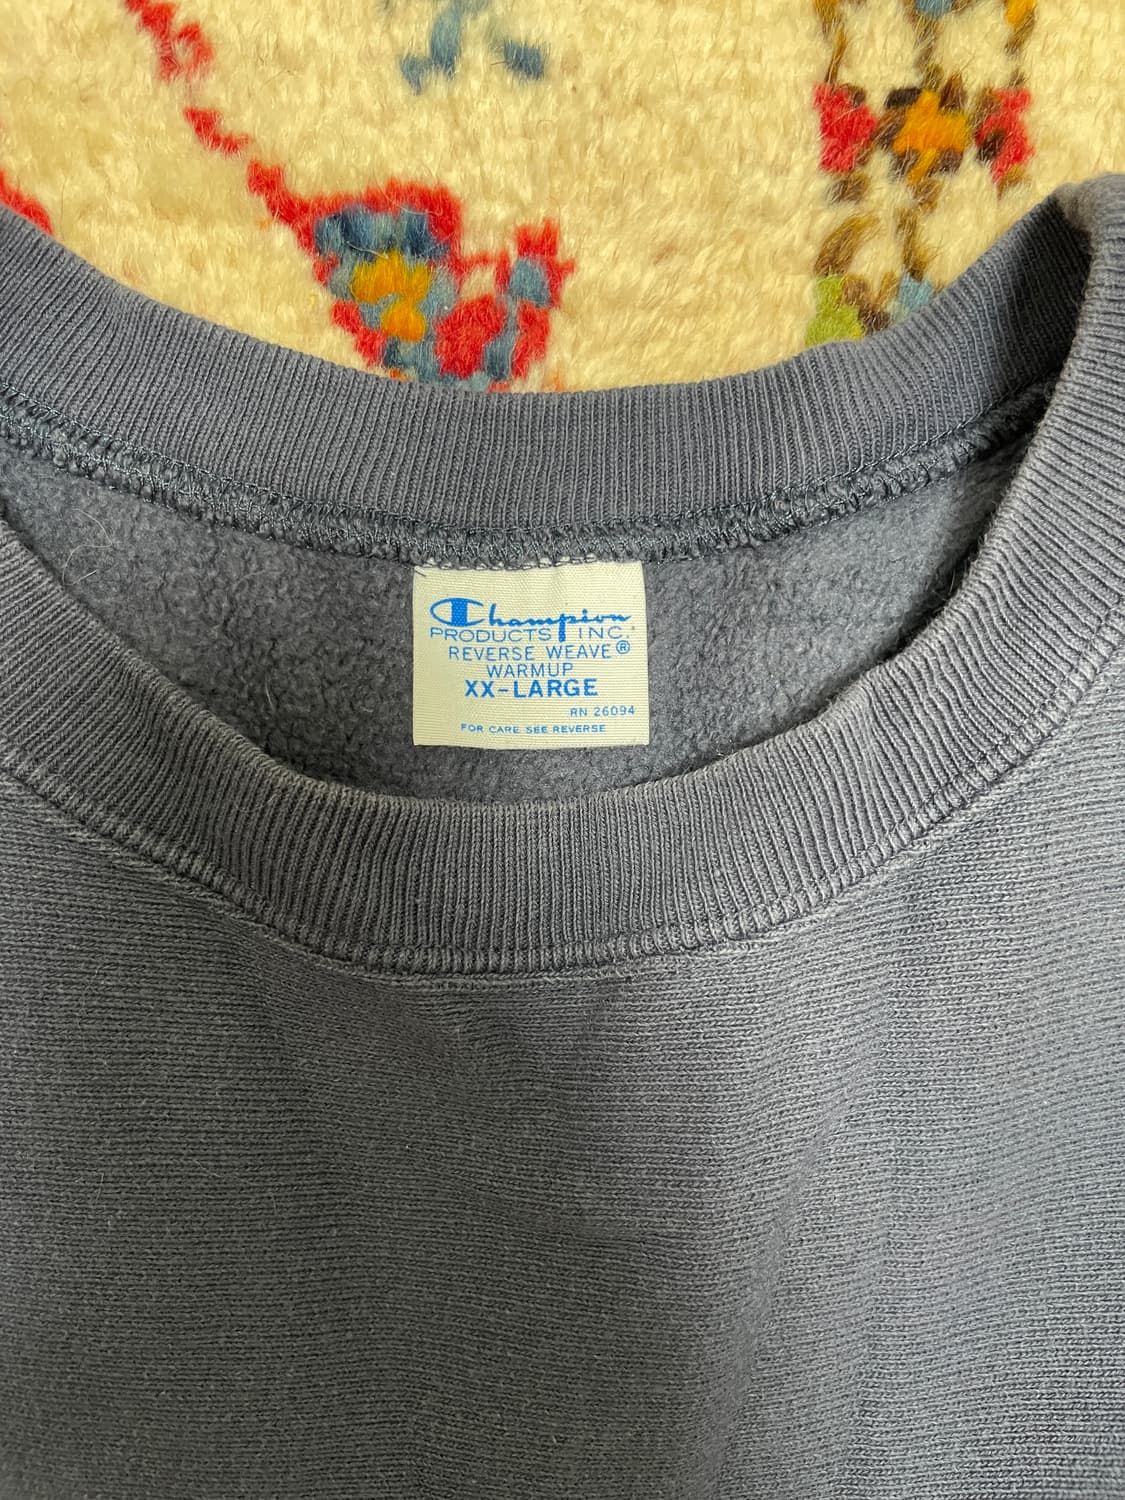 Champion
PRODUCTS INC.
REVERSE WEAVE®
WARMUP
XX-LARGE
RN 26094
FOR CARE SEE REVERSE